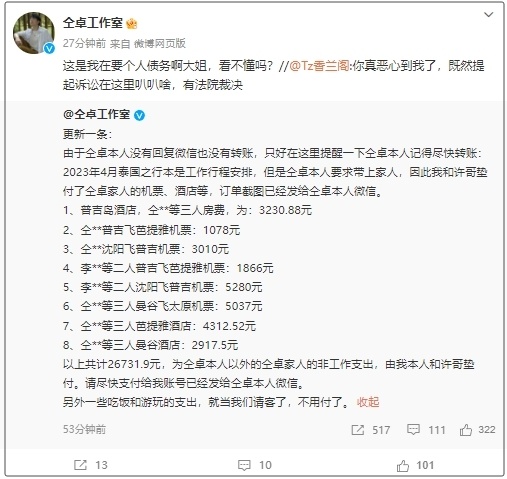 仝卓工作室
27分钟前 来自 微博网页版
这是我在要个人债务啊大姐，看不懂吗？//@Tz香兰阁:你真恶心到我了，既然提
起诉讼在这里叭叭啥，有法院裁决
@仝卓工作室
更新一条：
由于仝卓本人没有回复微信也没有转账，只好在这里提醒一下仝卓本人记得尽快转账：
2023年4月泰国之行本是工作行程安排，但是仝卓本人要求带上家人，因此我和许哥垫
付了仝卓家人的机票、酒店等，订单截图已经发给仝卓本人微信。
1、普吉岛酒店，仝**等三人房费，为：3230.88元
2、仝**普吉飞芭提雅机票：1078元
3、仝**沈阳飞普吉机票：3010元
4、李**等二人普吉飞芭提雅机票：1866元
5、李**等二人沈阳飞普吉机票：5280元
6、仝**等三人曼谷飞太原机票：5037元
7、仝**等三人芭提雅酒店：4312.52元
8、仝**等三人曼谷酒店：2917.5元
以上共计26731.9元，为仝卓本人以外的仝卓家人的非工作支出，由我本人和许哥垫
付。请尽快支付给我账号已经发给仝卓本人微信。
另外一些吃饭和游玩的支出，就当我们请客了，不用付了。 收起
53分钟前 517 111 322
13 10 101